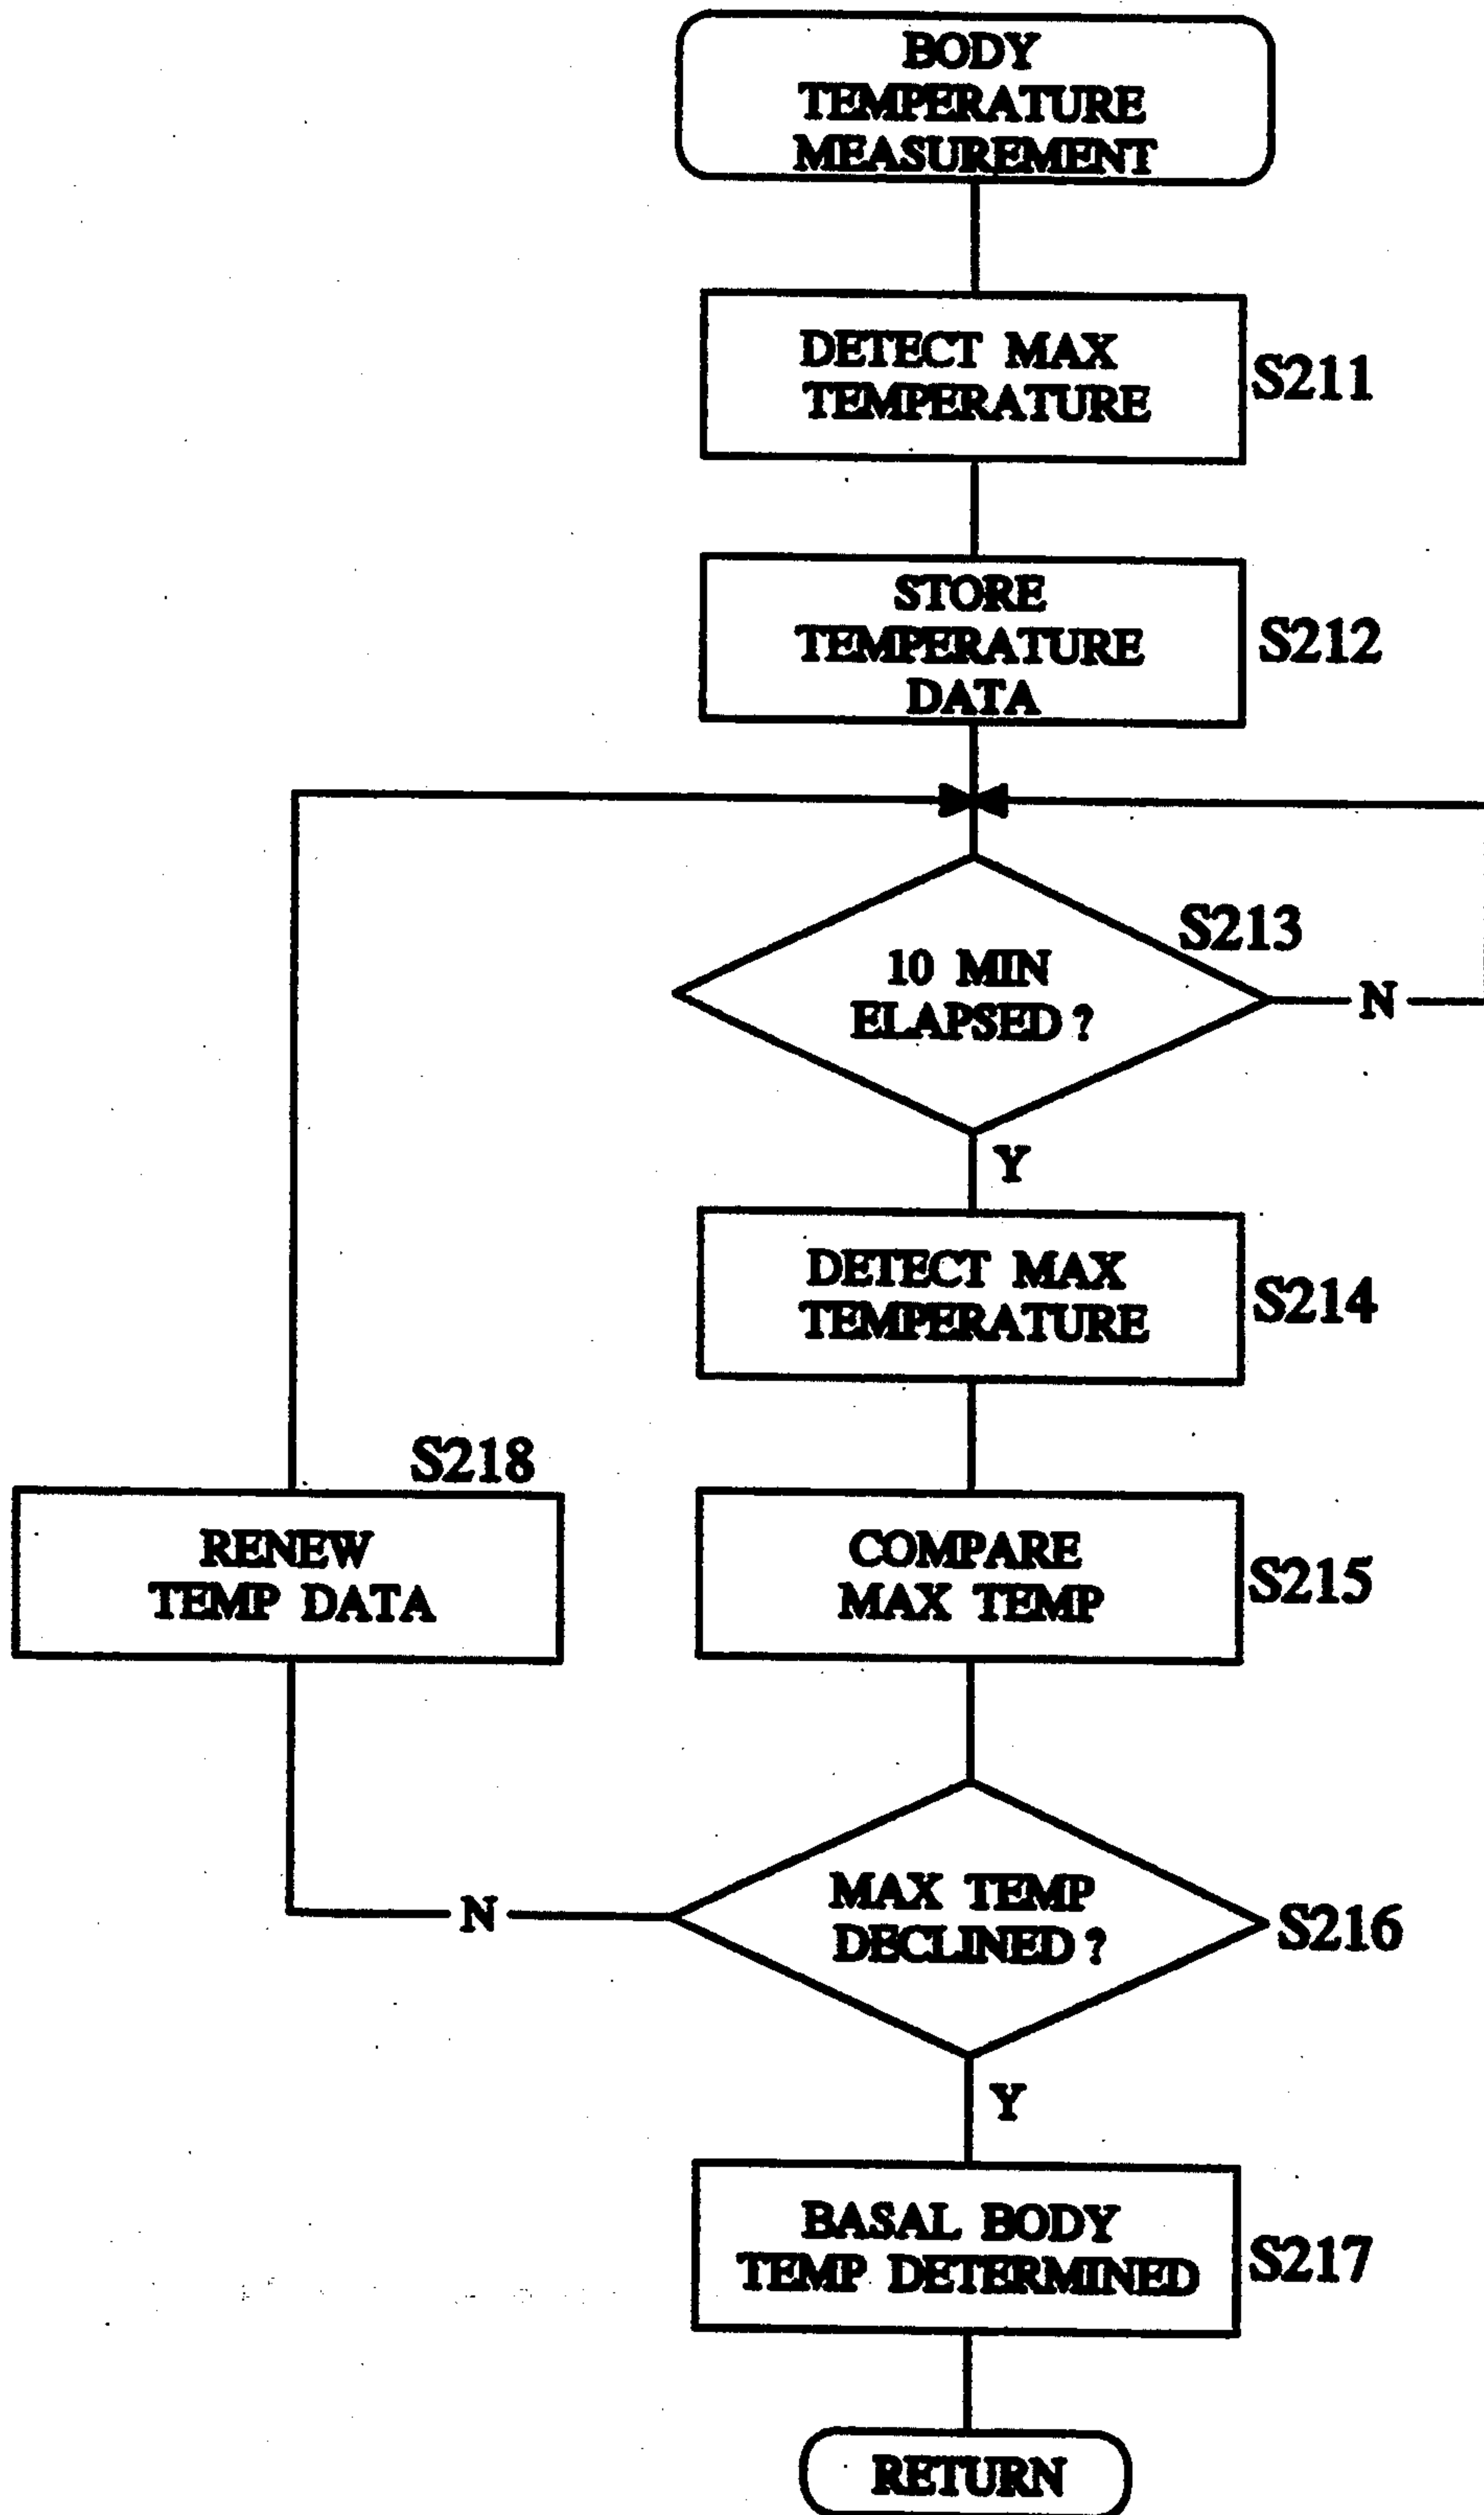 BODY
TEMPERATURE
MEASUREMENT
DETECT MAX
TEMPERATURE
S211
STORE
TEMPERATURE
DATA
S212
S213
10 MIN
ELAPSED ?
N
Y
DETECT MAX
TEMPERATURE
S214
S218
RENEW
TEMP DATA
COMPARE
MAX TEMP
S215
MAX TEMP
DECLINED ?
N
S216
Y
BASAL BODY
TEMP DETERMINED
S217
RETURN